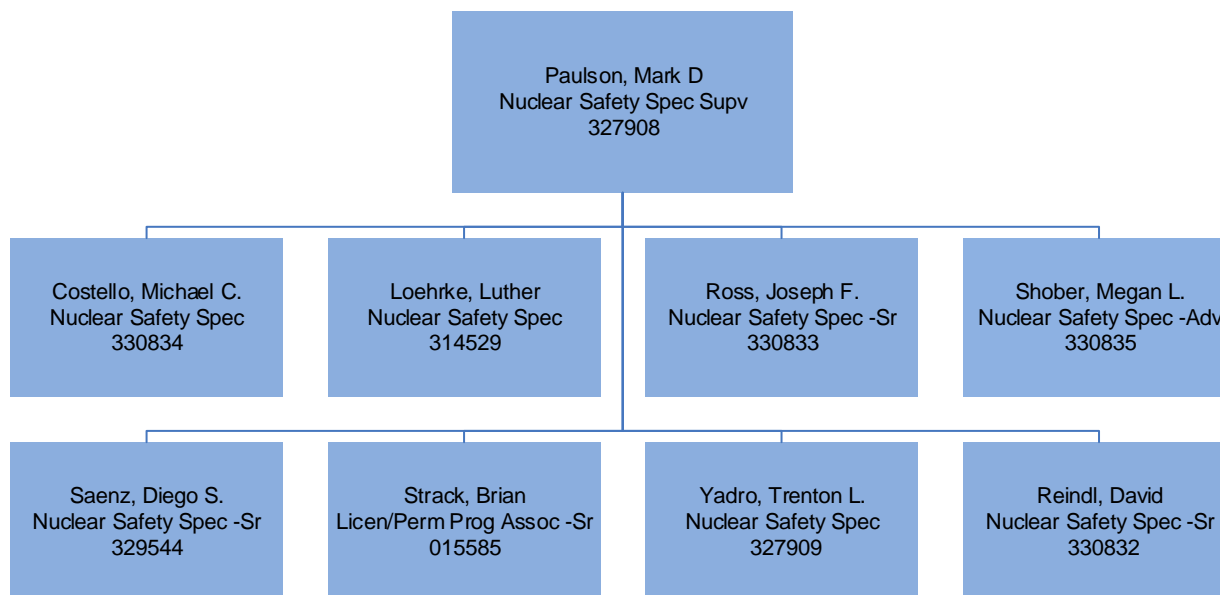 Paulson, Mark D
Nuclear Safety Spec Supv
327908
Costello, Michael C.
Nuclear Safety Spec
330834
Loehrke, Luther
Nuclear Safety Spec
314529
Ross, Joseph F.
Nuclear Safety Spec -Sr
330833
Shober, Megan L.
Nuclear Safety Spec -Adv
330835
Saenz, Diego S.
Nuclear Safety Spec -Sr
329544
Strack, Brian
Licen/Perm Prog Assoc -Sr
015585
Yadro, Trenton L.
Nuclear Safety Spec
327909
Reindl, David
Nuclear Safety Spec -Sr
330832